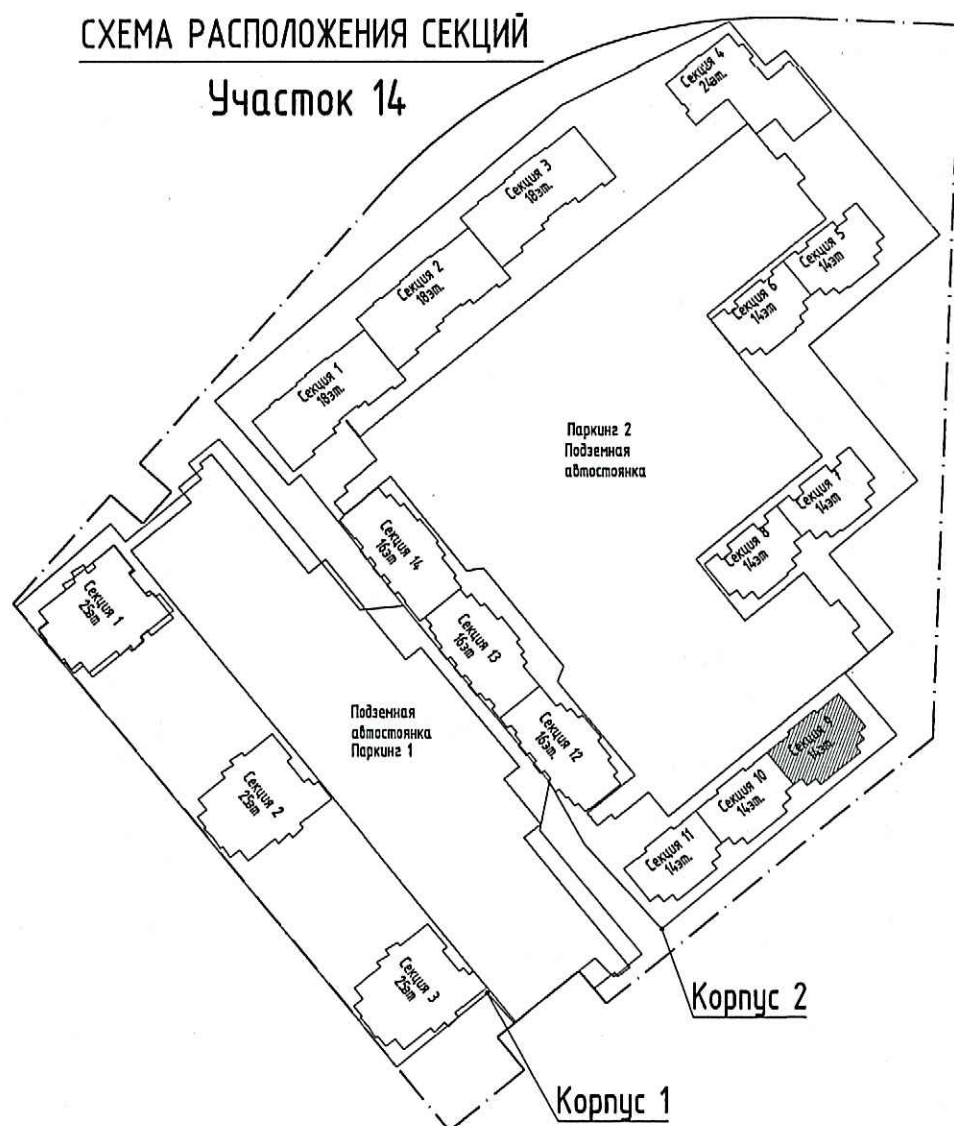 СХЕМА РАСПОЛОЖЕНИЯ СЕКЦИЙ
Участок 14
Секция 4
24эт.
Секция 3
18эт.
Секция 2
18эт.
Секция 1
18эт.
Секция 5
14эт
Секция 6
14эт
Паркинг 2
Подземная
автостоянка
Секция 7
14эт
Секция 8
14эт
Секция 14
16эт
Секция 13
16эт
Секция 12
16эт.
Секция 1
25эт
Подземная
автостоянка
Паркинг 1
Секция 9
14эт.
Секция 10
14эт.
Секция 11
14эт.
Секция 2
25эт
Секция 3
25эт
Корпус 2
Корпус 1